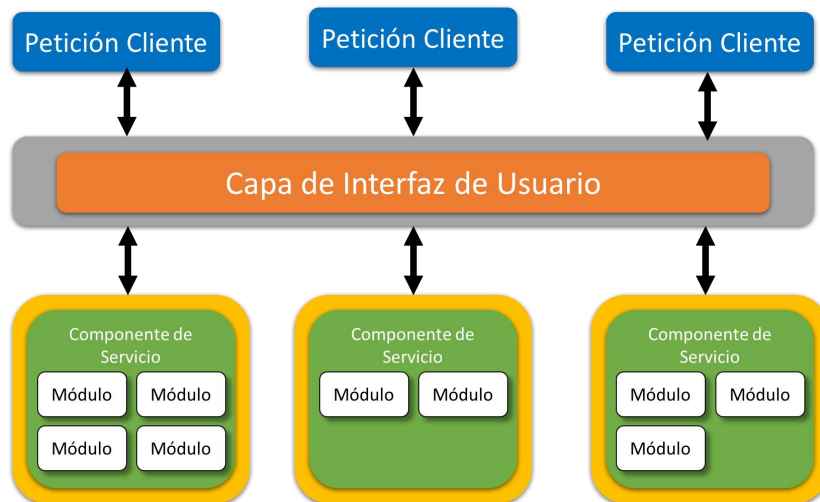 Petición Cliente
Petición Cliente
Petición Cliente
Capa de Interfaz de Usuario
Componente de
Servicio
Módulo
Módulo
Módulo
Módulo
Componente de
Servicio
Módulo
Módulo
Componente de
Servicio
Módulo
Módulo
Módulo